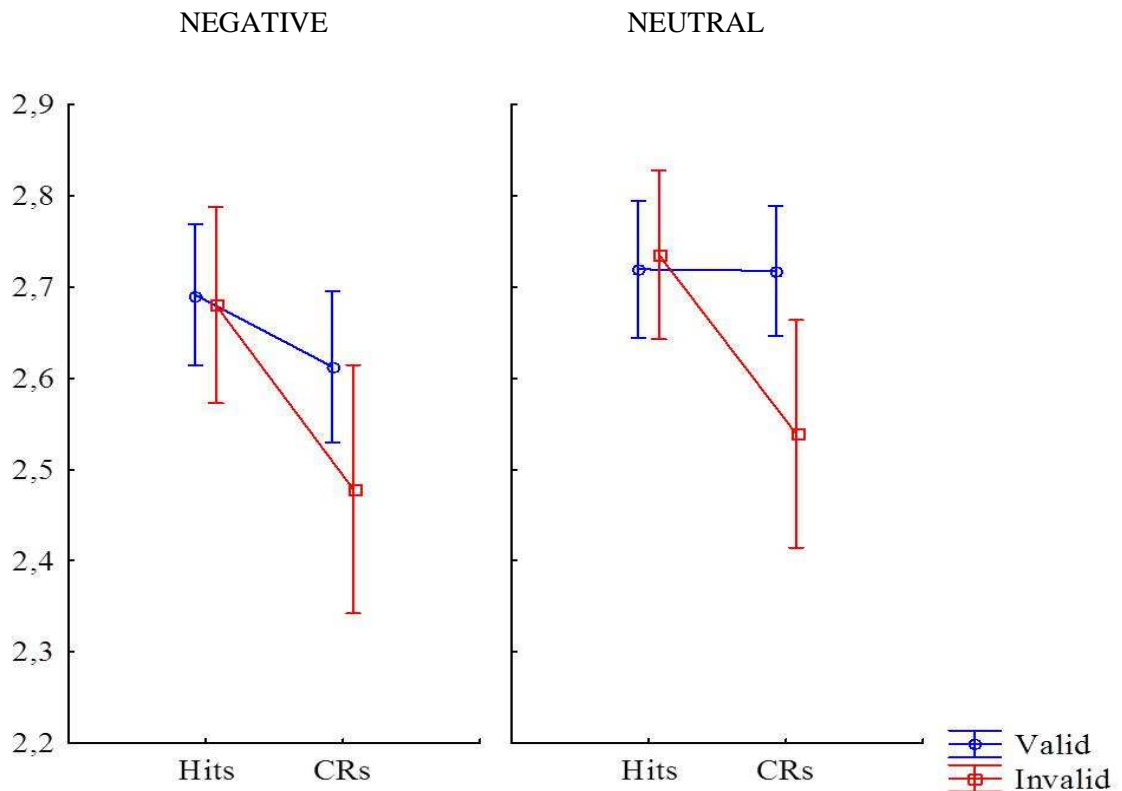 NEGATIVE NEUTRAL
2,9
2,8
2,7
2,6
2,5
2,4
2,3
2,2
Hits CRs Hits CRs
Valid
Invalid